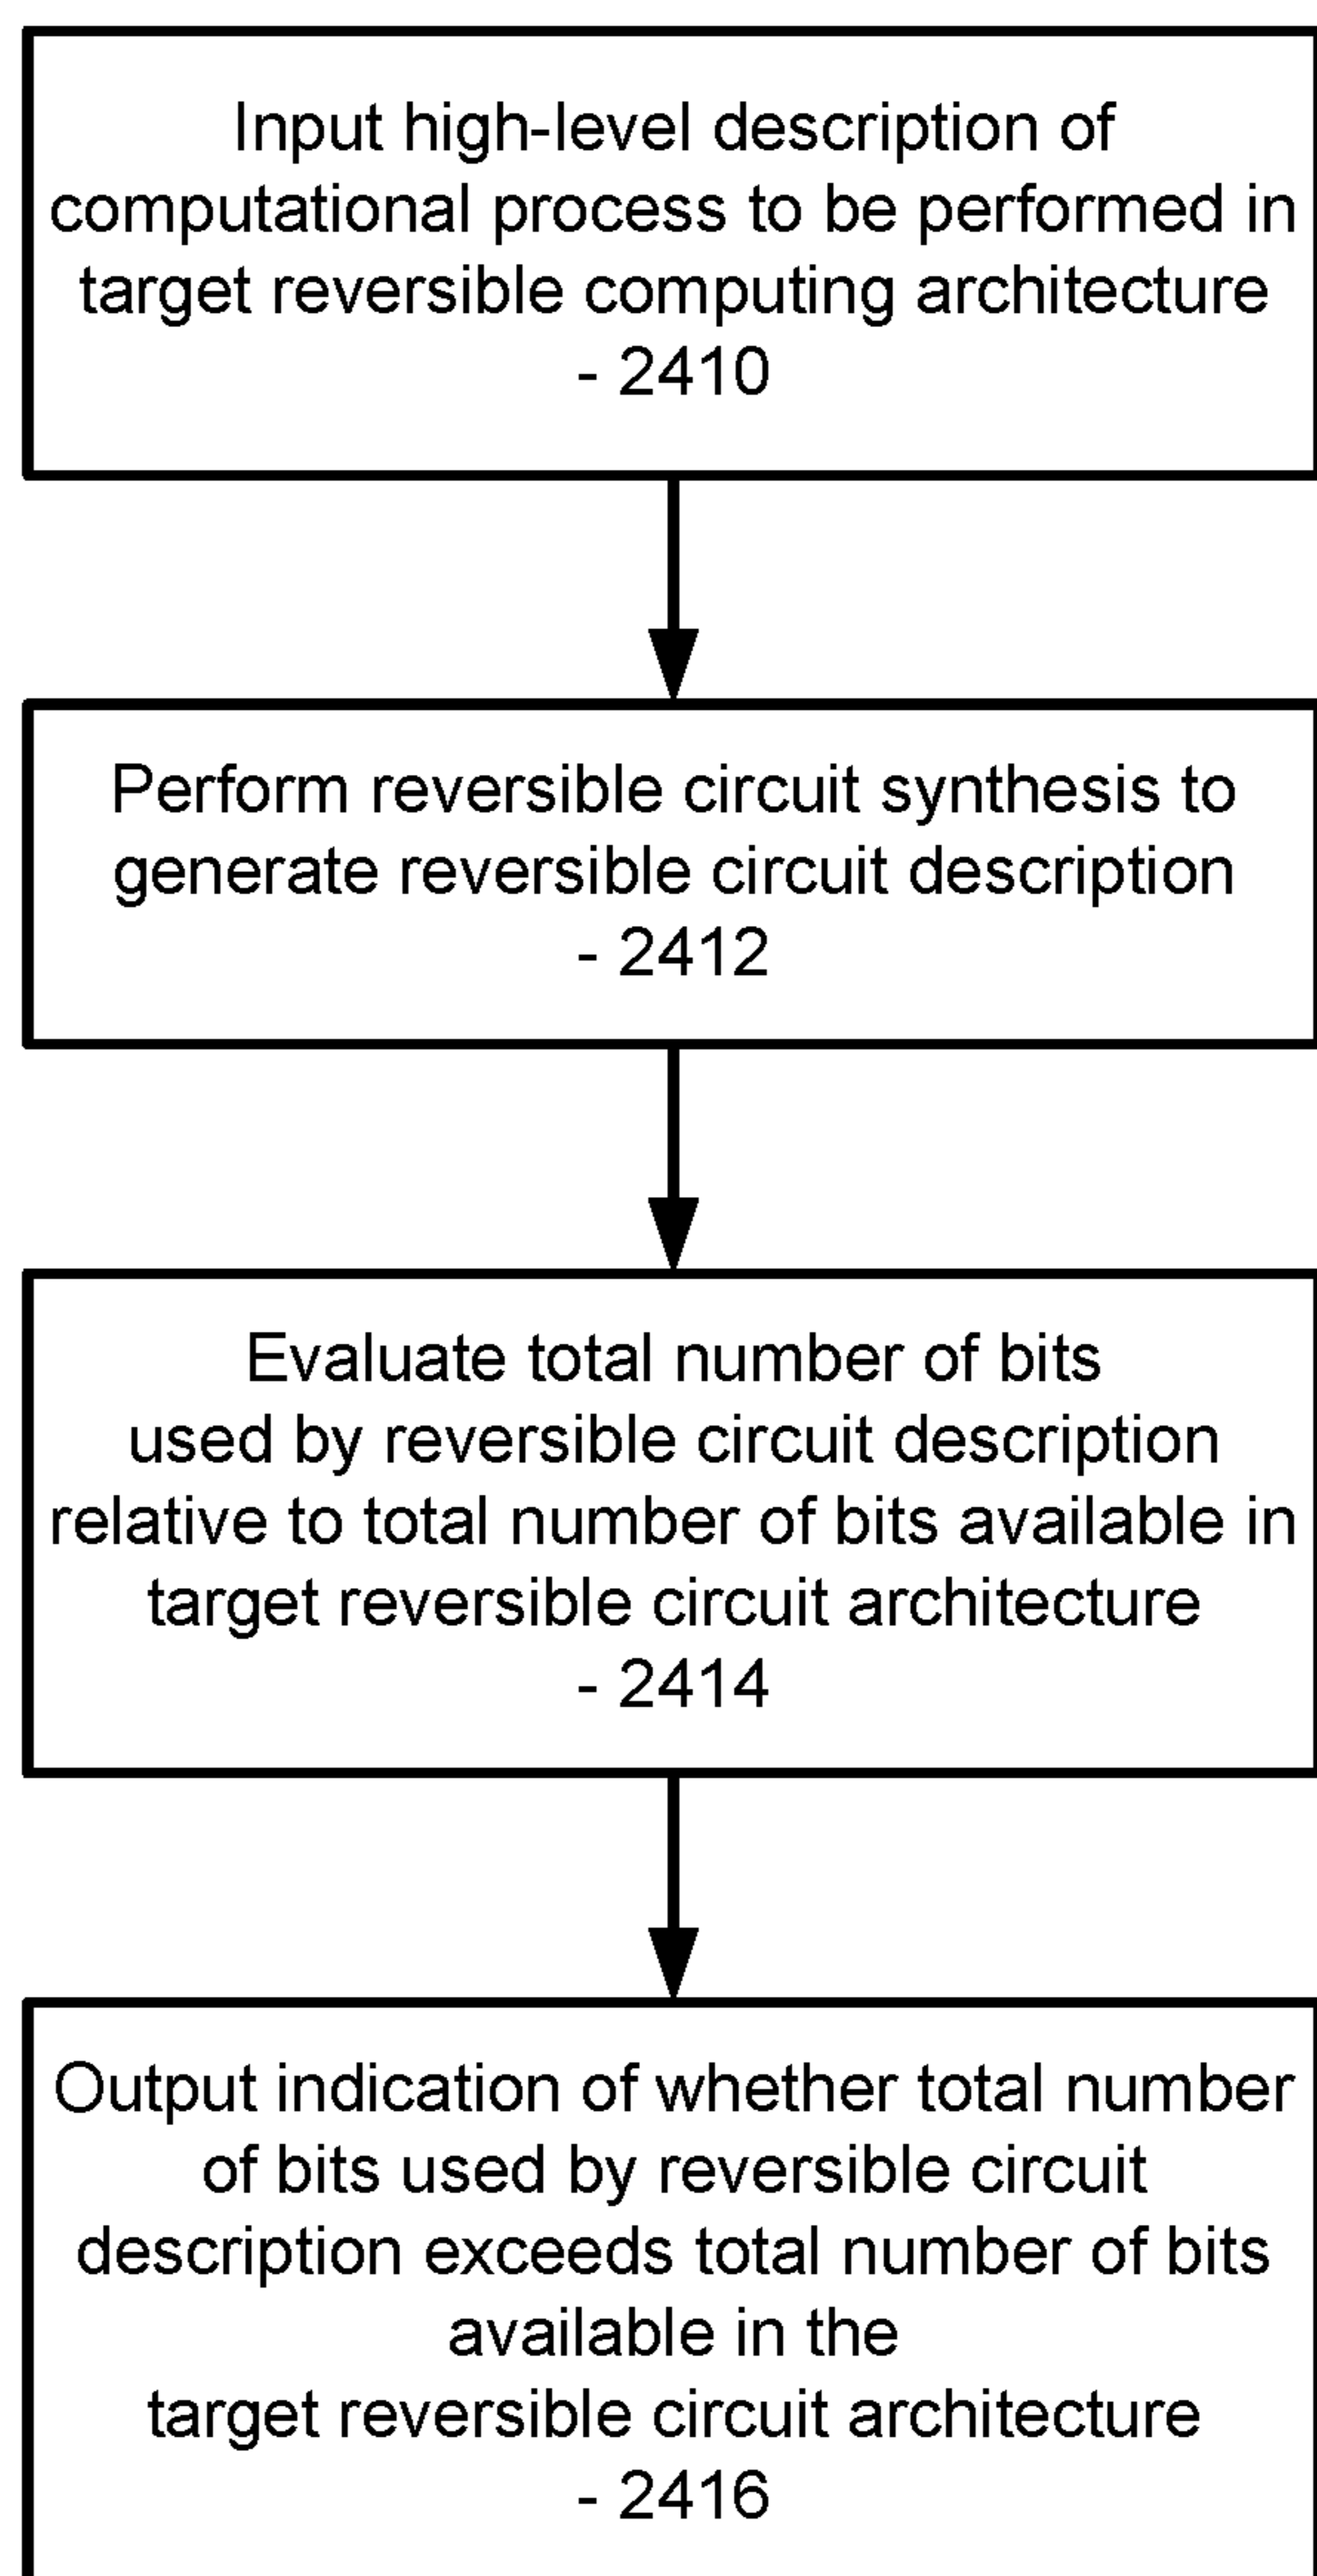 Input high-level description of
computational process to be performed in
target reversible computing architecture
- 2410
Perform reversible circuit synthesis to
generate reversible circuit description
- 2412
Evaluate total number of bits
used by reversible circuit description
relative to total number of bits available in
target reversible circuit architecture
- 2414
Output indication of whether total number
of bits used by reversible circuit
description exceeds total number of bits
available in the
target reversible circuit architecture
- 2416